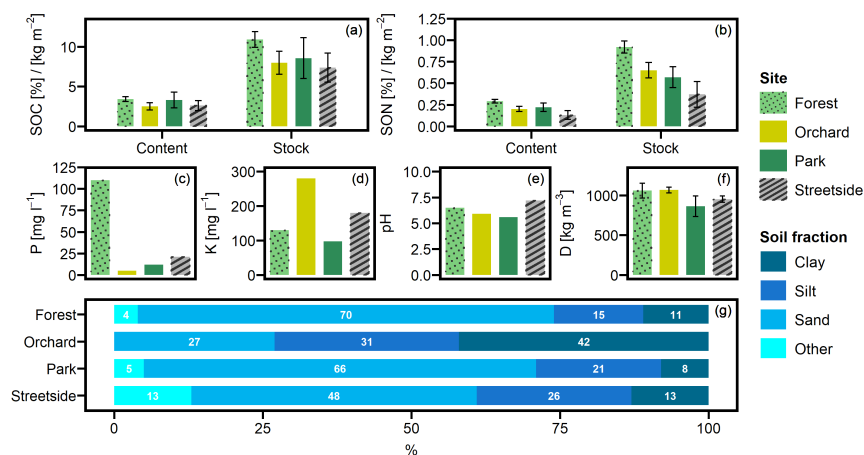 (a)
SOC [%] / [kg m⁻²]
10
5
0
Content
Stock
(b)
SON [%] / [kg m⁻²]
1.25
1.00
0.75
0.50
0.25
0.00
Content
Stock
Site
Forest
Orchard
Park
Streetside
(c)
P [mg l⁻¹]
125
100
75
50
25
0
(d)
K [mg l⁻¹]
300
200
100
0
(e)
pH
10.0
7.5
5.0
2.5
0.0
(f)
D [kg m⁻³]
1000
500
0
Soil fraction
Clay
Silt
Sand
Other
(g)
Forest 4 70 15 11
Orchard 27 31 42
Park 5 66 21 8
Streetside 13 48 26 13
0 25 50 75 100
%